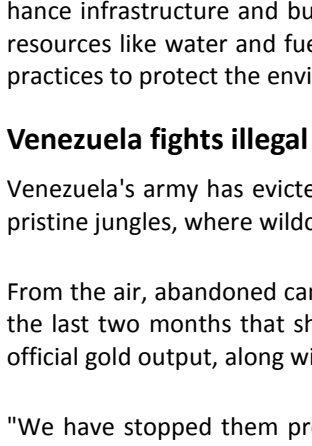 hance infrastructure and bu
resources like water and fue
practices to protect the envi
Venezuela fights illegal
Venezuela's army has evicte
pristine jungles, where wildc
From the air, abandoned car
the last two months that sh
official gold output, along wi
"We have stopped them pr